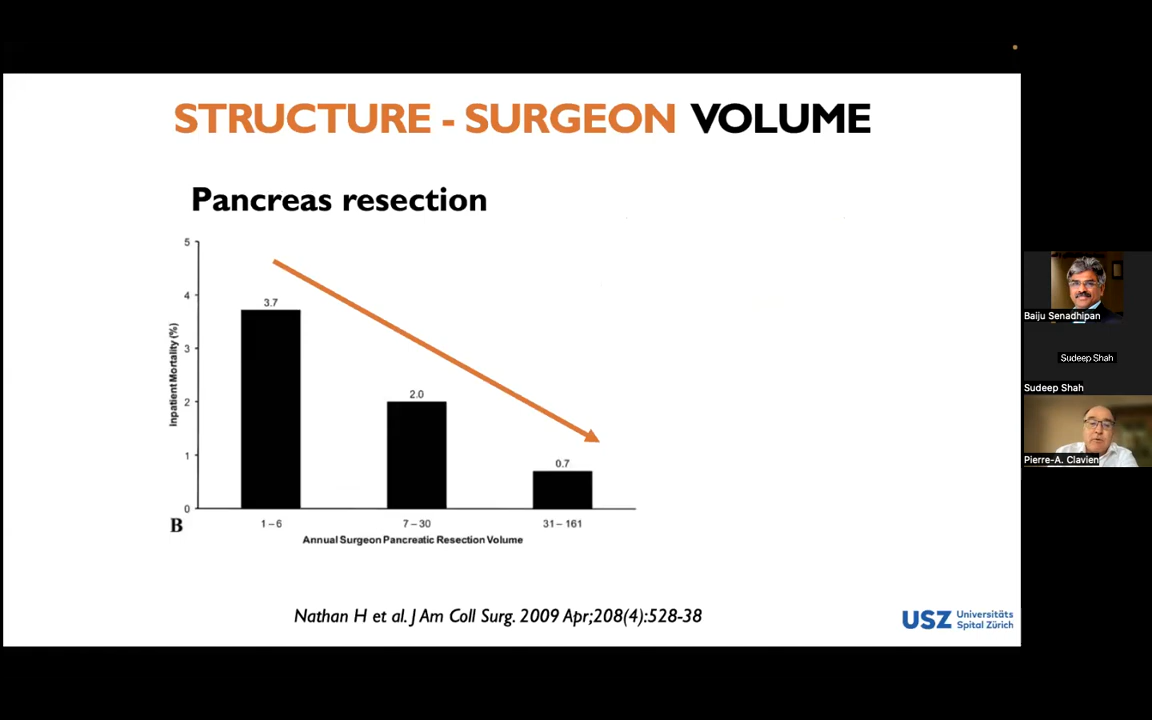 STRUCTURE - SURGEON VOLUME
Pancreas resection
5
4
3
2
1
0
Inpatient Mortality (%)
3.7
2.0
0.7
B
1 – 6
7 – 30
31 – 161
Annual Surgeon Pancreatic Resection Volume
Nathan H et al. J Am Coll Surg. 2009 Apr;208(4):528-38
USZ Universitäts
Spital Zürich
Baiju Senadhipan
Sudeep Shah
Sudeep Shah
Pierre-A. Clavien